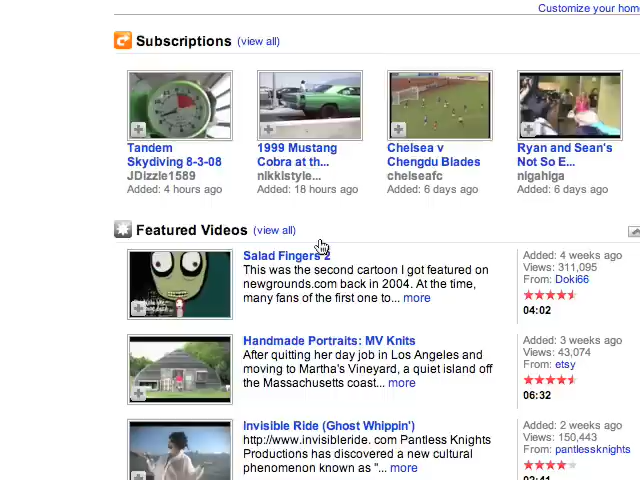 Customize your hom
Subscriptions (view all)
Tandem
Skydiving 8-3-08
JDizzle1589
Added: 4 hours ago
1999 Mustang
Cobra at th...
nikkistyle...
Added: 18 hours ago
Chelsea v
Chengdu Blades
chelseafc
Added: 6 days ago
Ryan and Sean's
Not So E...
nigahiga
Added: 6 days ago
Featured Videos (view all)
Salad Fingers 2
This was the second cartoon I got featured on
newgrounds.com back in 2004. At the time,
many fans of the first one to... more
Added: 4 weeks ago
Views: 311,095
From: Doki66
04:02
Handmade Portraits: MV Knits
After quitting her day job in Los Angeles and
moving to Martha's Vineyard, a quiet island off
the Massachusetts coast... more
Added: 3 weeks ago
Views: 43,074
From: etsy
06:32
Invisible Ride (Ghost Whippin')
http://www.invisibleride. com Pantless Knights
Productions has discovered a new cultural
phenomenon known as "... more
Added: 2 weeks ago
Views: 150,443
From: pantlessknights